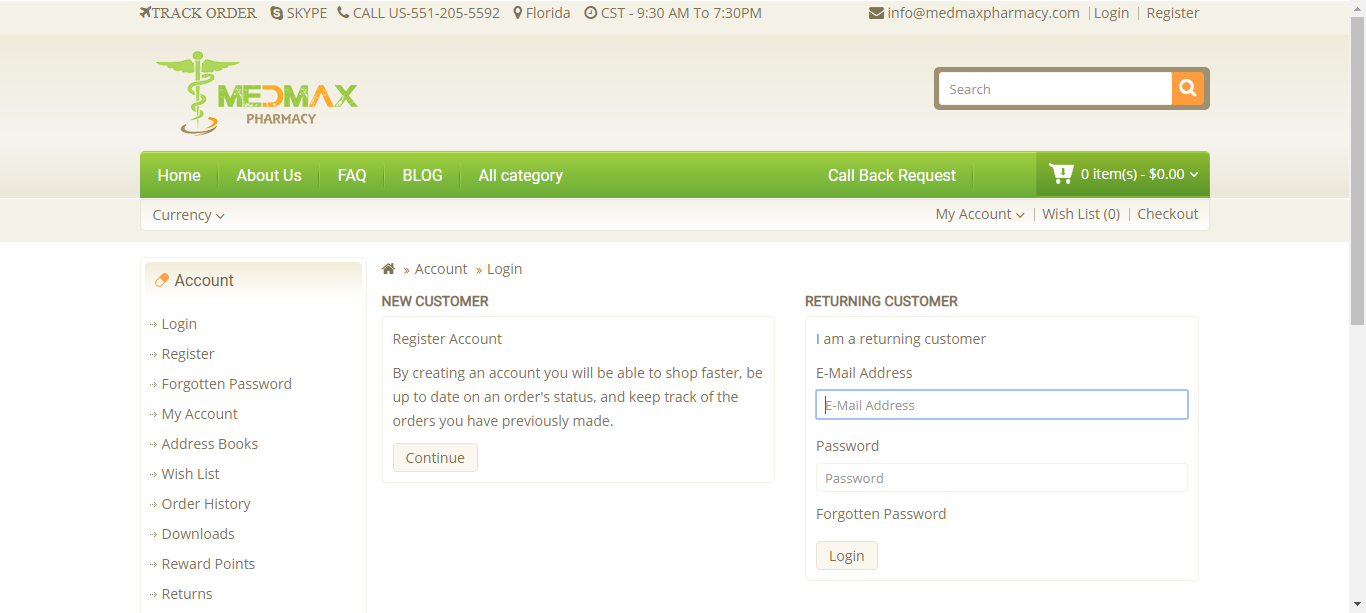 TRACK ORDER SKYPE CALL US-551-205-5592 Florida CST - 9:30 AM To 7:30PM info@medmaxpharmacy.com | Login | Register
MEDMAX
PHARMACY
Search
Home About Us FAQ BLOG All category Call Back Request 0 item(s) - $0.00
Currency My Account | Wish List (0) | Checkout
Account
Login
Register
Forgotten Password
My Account
Address Books
Wish List
Order History
Downloads
Reward Points
Returns
» Account » Login
NEW CUSTOMER
Register Account
By creating an account you will be able to shop faster, be
up to date on an order's status, and keep track of the
orders you have previously made.
Continue
RETURNING CUSTOMER
I am a returning customer
E-Mail Address
E-Mail Address
Password
Password
Forgotten Password
Login